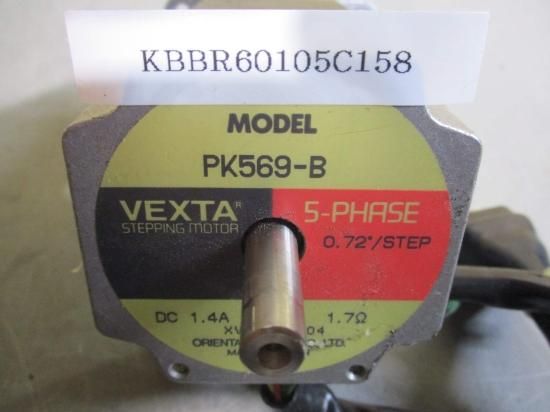 KBBR60105C158
MODEL
PK569-B
VEXTA® 5-PHASE
STEPPING MOTOR
0.72°/STEP
DC 1.4A 1.7Ω